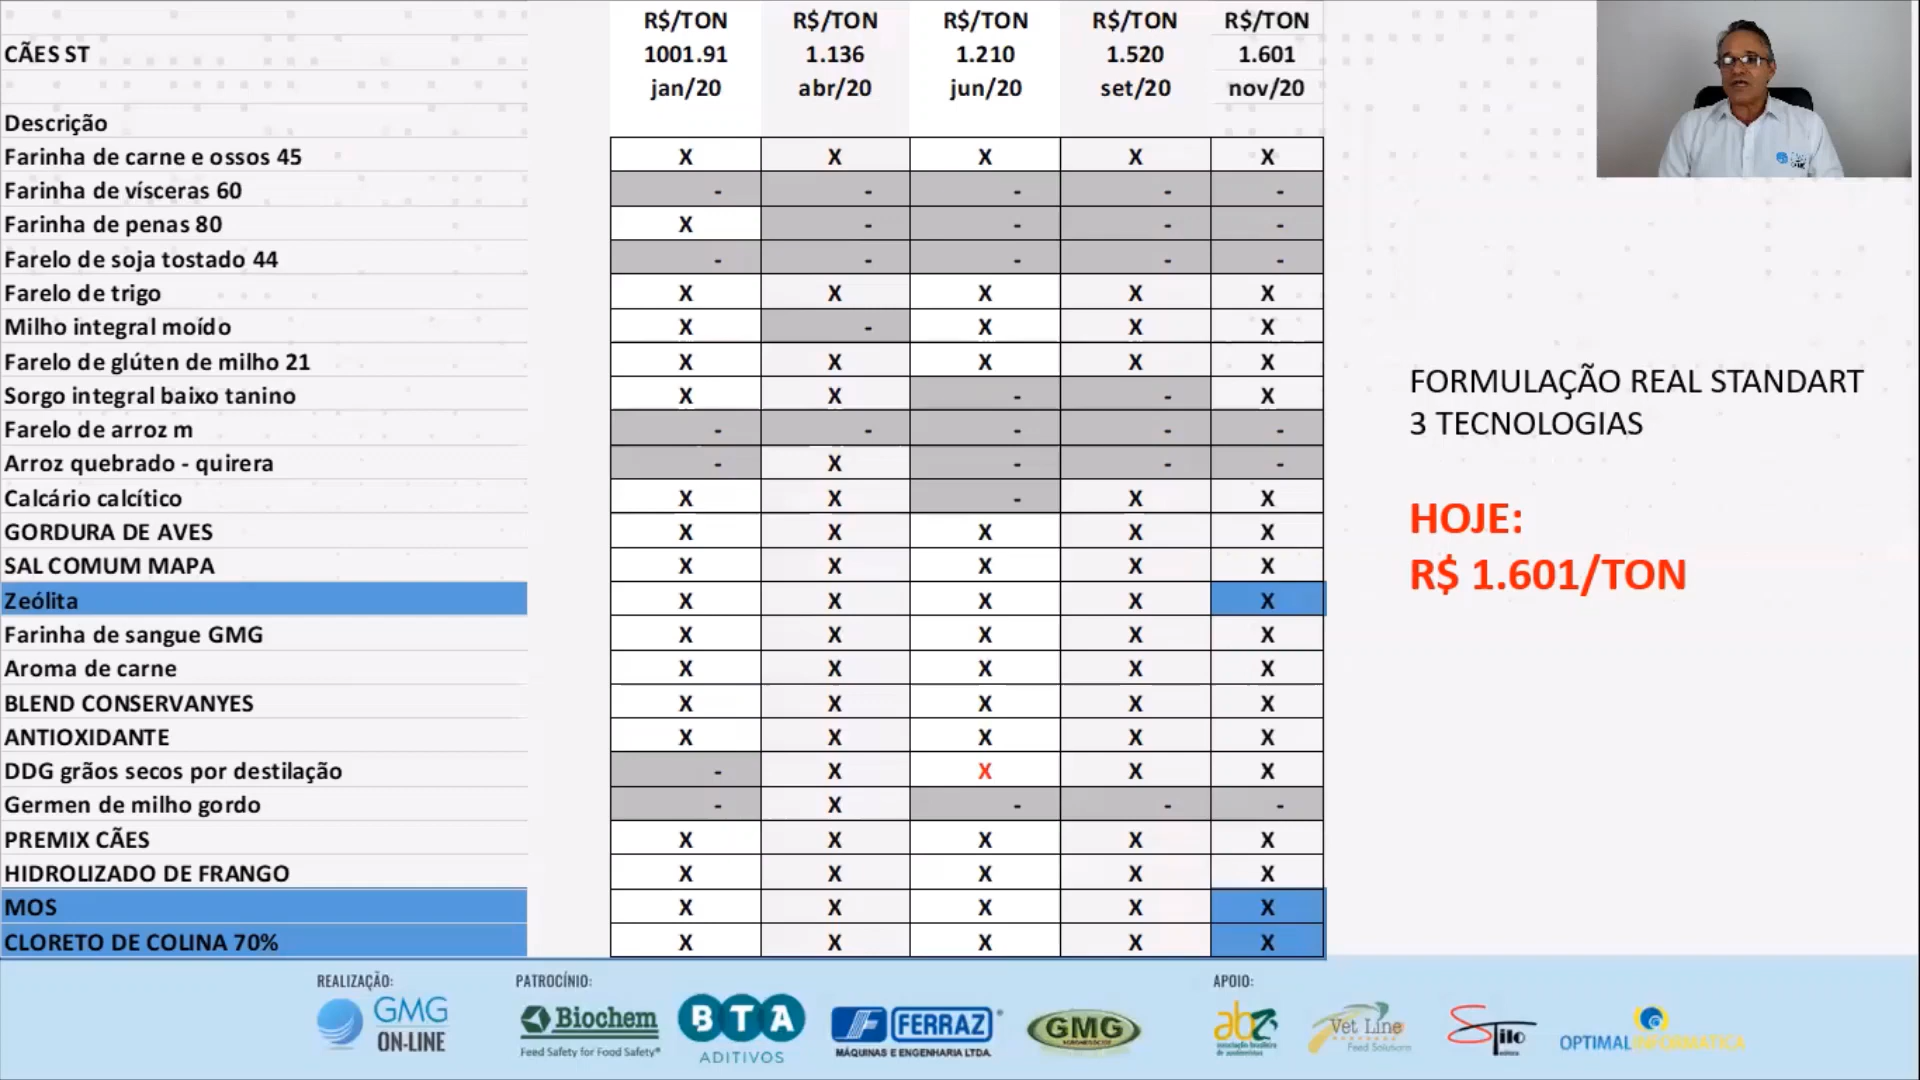 R$/TON R$/TON R$/TON R$/TON R$/TON
CÃES ST 1001.91 1.136 1.210 1.520 1.601
jan/20 abr/20 jun/20 set/20 nov/20
Descrição
Farinha de carne e ossos 45 X X X X X
Farinha de vísceras 60 - - - - -
Farinha de penas 80 X - - - -
Farelo de soja tostado 44 - - - - -
Farelo de trigo X X X X X
Milho integral moído X - X X X
Farelo de glúten de milho 21 X X X X X
Sorgo integral baixo tanino X X - - X
Farelo de arroz m - - - - -
Arroz quebrado - quirera - X - - -
Calcário calcítico X X - X X
GORDURA DE AVES X X X X X
SAL COMUM MAPA X X X X X
Zeólita X X X X X
Farinha de sangue GMG X X X X X
Aroma de carne X X X X X
BLEND CONSERVANYES X X X X X
ANTIOXIDANTE X X X X X
DDG grãos secos por destilação - X X X X
Germen de milho gordo - X - - -
PREMIX CÃES X X X X X
HIDROLIZADO DE FRANGO X X X X X
MOS X X X X X
CLORETO DE COLINA 70% X X X X X
FORMULAÇÃO REAL STANDART
3 TECNOLOGIAS
HOJE:
R$ 1.601/TON
REALIZAÇÃO:
GMG
ON-LINE
PATROCÍNIO:
Biochem
Feed Safety for Food Safety®
BTA
ADITIVOS
FERRAZ
MÁQUINAS E ENGENHARIA LTDA.
GMG
APOIO:
abz
Vet Line
Feed Solutions
Stilo
OPTIMAL INFORMATICA